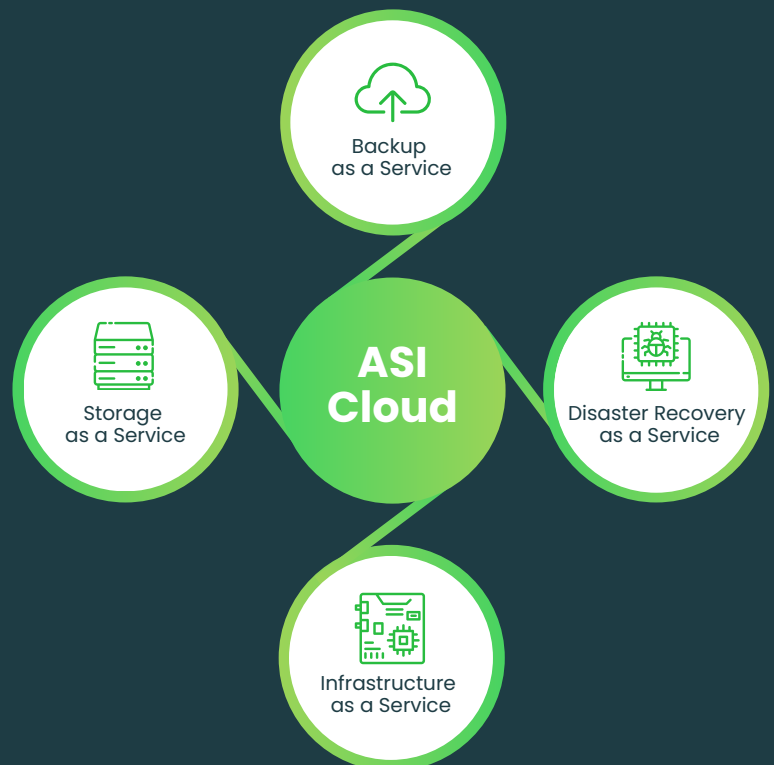 Backup
as a Service
ASI
Cloud
Storage
as a Service
Disaster Recovery
as a Service
Infrastructure
as a Service